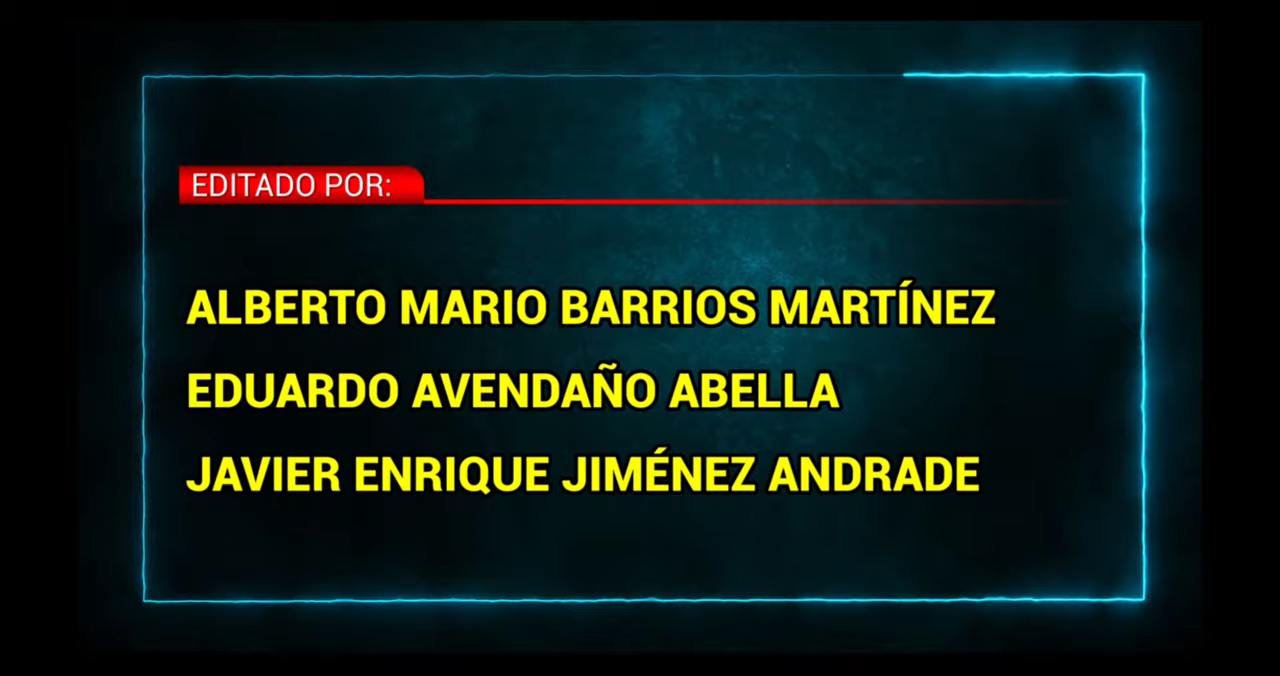 EDITADO POR:
ALBERTO MARIO BARRIOS MARTÍNEZ
EDUARDO AVENDAÑO ABELLA
JAVIER ENRIQUE JIMÉNEZ ANDRADE